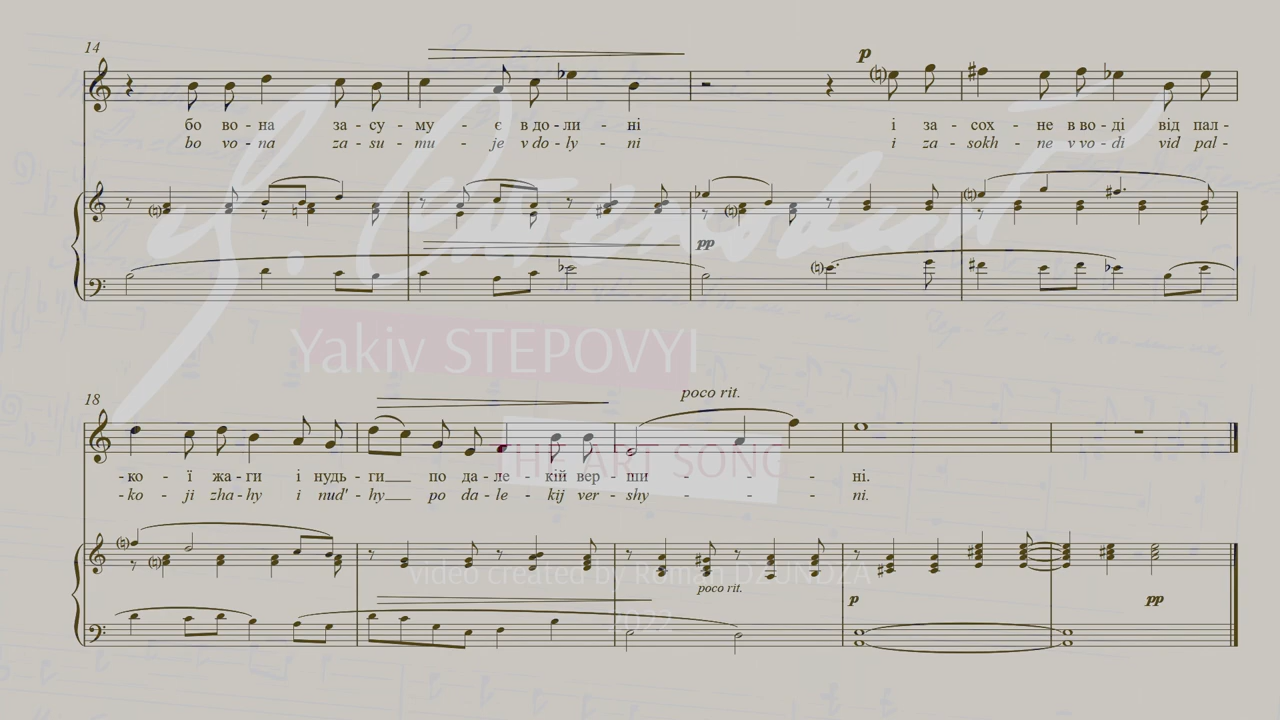 14
p
бо во - на за - су - му - є в до - ли - ні і за - сох - не в во - ді від пал -
bo vo - na za - su - mu - je v do - ly - ni i za - sokh - ne v vo - di vid pal -
pp
Yakiv STEPOVYI
18
poco rit.
- ко - ї жа - ги і нудь - ги по да - ле - кій вер - ши - - - ні.
- ko - ji zha - hy i nud' - hy po da - le - kij ver - shy - - - ni.
THE ART SONG
video created by Roman DZUNDZA
poco rit.
p
pp
2022